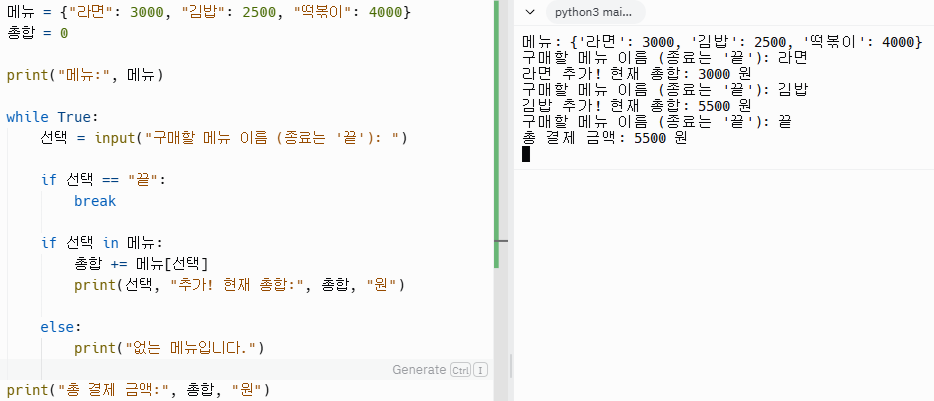 메뉴 = {"라면": 3000, "김밥": 2500, "떡볶이": 4000}
총합 = 0
print("메뉴:", 메뉴)
while True:
선택 = input("구매할 메뉴 이름 (종료는 '끝'): ")
if 선택 == "끝":
break
if 선택 in 메뉴:
총합 += 메뉴[선택]
print(선택, "추가! 현재 총합:", 총합, "원")
else:
print("없는 메뉴입니다.")
Generate Ctrl I
print("총 결제 금액:", 총합, "원")
python3 mai...
메뉴: {'라면': 3000, '김밥': 2500, '떡볶이': 4000}
구매할 메뉴 이름 (종료는 '끝'): 라면
라면 추가! 현재 총합: 3000 원
구매할 메뉴 이름 (종료는 '끝'): 김밥
김밥 추가! 현재 총합: 5500 원
구매할 메뉴 이름 (종료는 '끝'): 끝
총 결제 금액: 5500 원